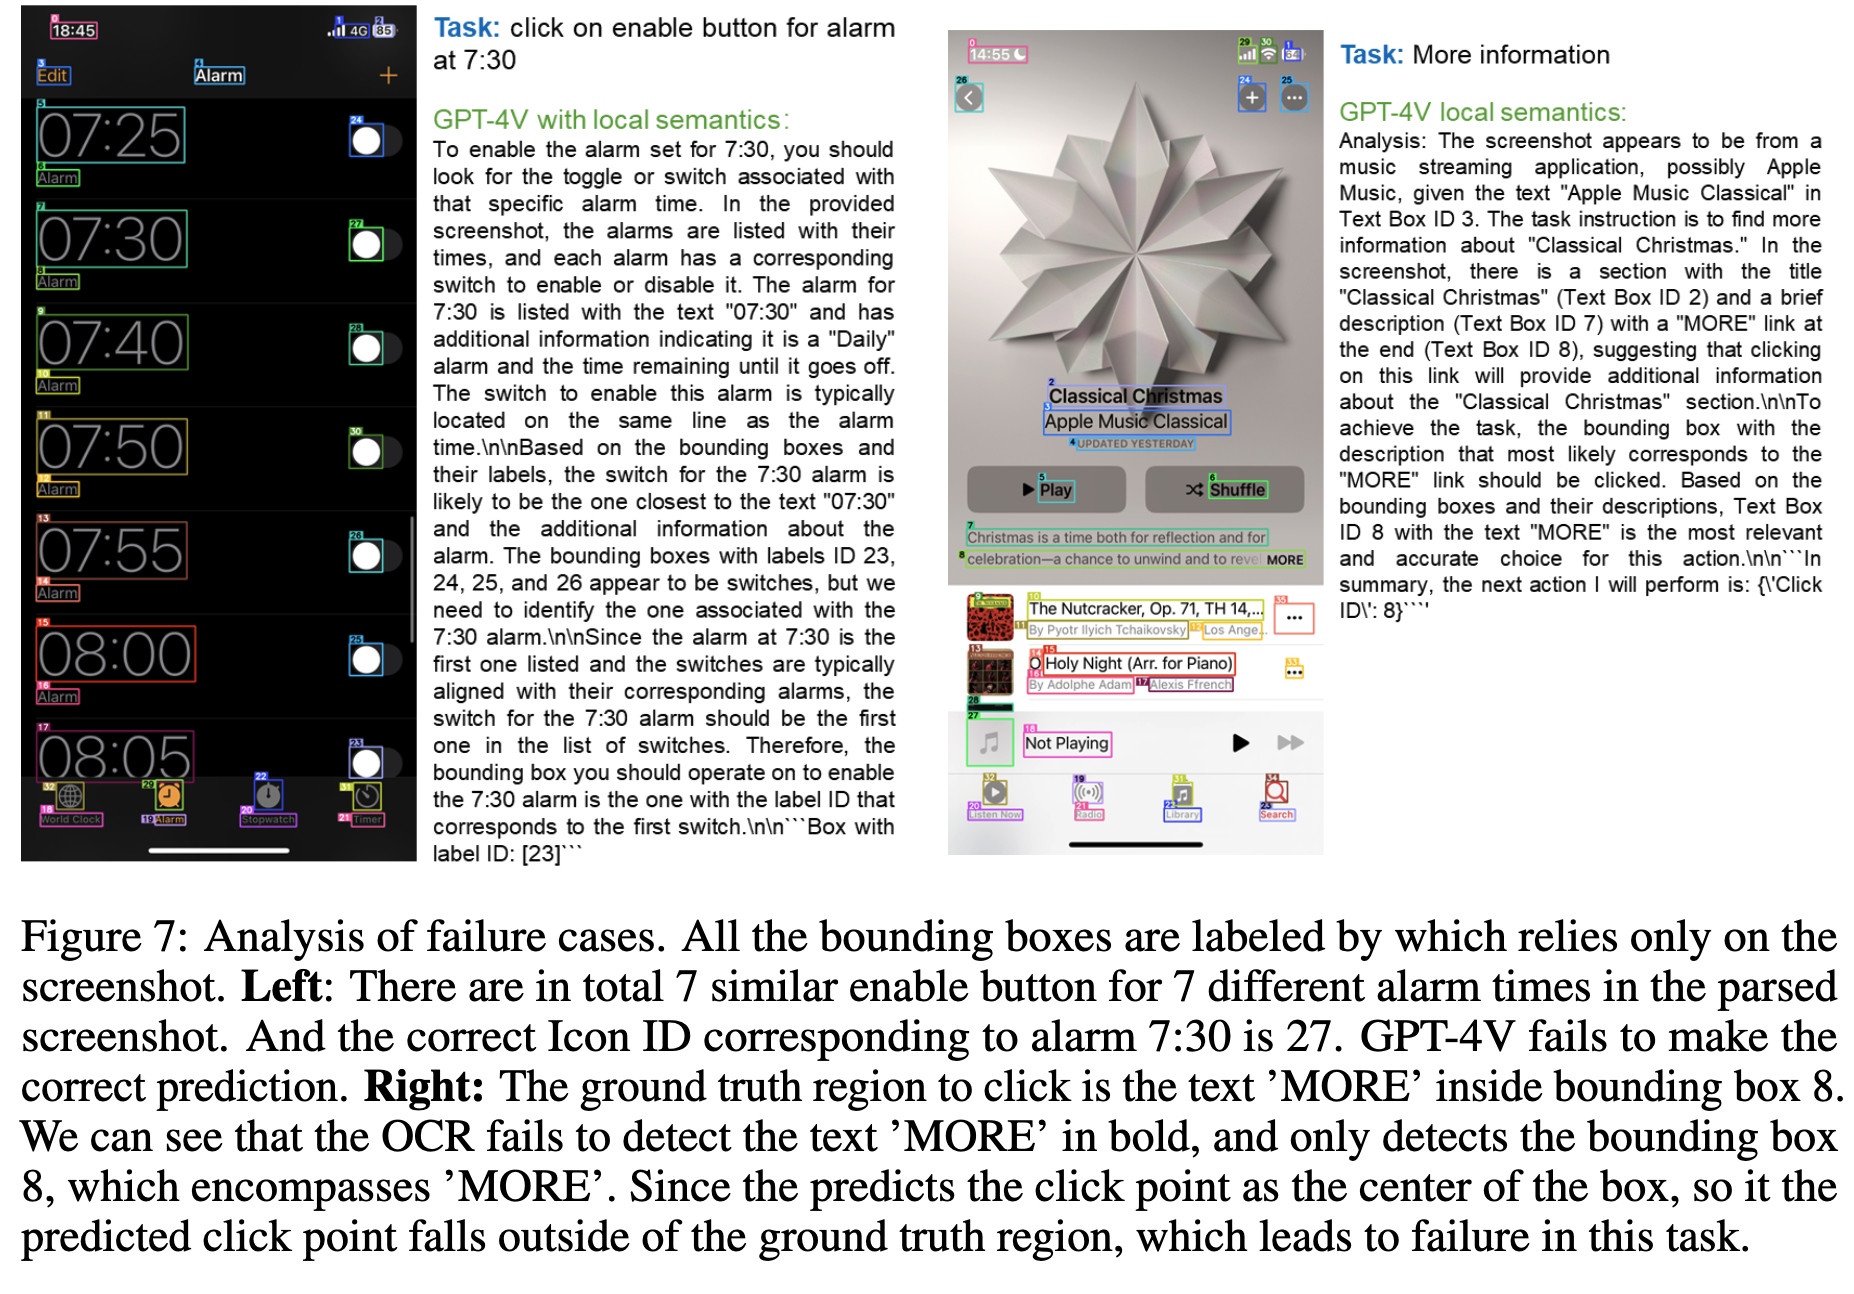 18:45
4G 85
Edit
Alarm
+
07:25
Alarm
07:30
Alarm
07:40
Alarm
07:50
Alarm
07:55
Alarm
08:00
Alarm
08:05
World Clock
Alarm
Stopwatch
Timer
Task: click on enable button for alarm
at 7:30
GPT-4V with local semantics:
To enable the alarm set for 7:30, you should
look for the toggle or switch associated with
that specific alarm time. In the provided
screenshot, the alarms are listed with their
times, and each alarm has a corresponding
switch to enable or disable it. The alarm for
7:30 is listed with the text "07:30" and has
additional information indicating it is a "Daily"
alarm and the time remaining until it goes off.
The switch to enable this alarm is typically
located on the same line as the alarm
time.\n\nBased on the bounding boxes and
their labels, the switch for the 7:30 alarm is
likely to be the one closest to the text "07:30"
and the additional information about the
alarm. The bounding boxes with labels ID 23,
24, 25, and 26 appear to be switches, but we
need to identify the one associated with the
7:30 alarm.\n\nSince the alarm at 7:30 is the
first one listed and the switches are typically
aligned with their corresponding alarms, the
switch for the 7:30 alarm should be the first
one in the list of switches. Therefore, the
bounding box you should operate on to enable
the 7:30 alarm is the one with the label ID that
corresponds to the first switch.\n\n```Box with
label ID: [23]```
14:55
Classical Christmas
Apple Music Classical
UPDATED YESTERDAY
Play
Shuffle
Christmas is a time both for reflection and for
celebration—a chance to unwind and to revel MORE
The Nutcracker, Op. 71, TH 14,...
By Pyotr Ilyich Tchaikovsky Los Ange...
O Holy Night (Arr. for Piano)
By Adolphe Adam Alexis Ffrench
Not Playing
Listen Now
Radio
Library
Search
Task: More information
GPT-4V local semantics:
Analysis: The screenshot appears to be from a
music streaming application, possibly Apple
Music, given the text "Apple Music Classical" in
Text Box ID 3. The task instruction is to find more
information about "Classical Christmas." In the
screenshot, there is a section with the title
"Classical Christmas" (Text Box ID 2) and a brief
description (Text Box ID 7) with a "MORE" link at
the end (Text Box ID 8), suggesting that clicking
on this link will provide additional information
about the "Classical Christmas" section.\n\nTo
achieve the task, the bounding box with the
description that most likely corresponds to the
"MORE" link should be clicked. Based on the
bounding boxes and their descriptions, Text Box
ID 8 with the text "MORE" is the most relevant
and accurate choice for this action.\n\n```In
summary, the next action I will perform is: {\'Click
ID\': 8}```'
Figure 7: Analysis of failure cases. All the bounding boxes are labeled by which relies only on the
screenshot. Left: There are in total 7 similar enable button for 7 different alarm times in the parsed
screenshot. And the correct Icon ID corresponding to alarm 7:30 is 27. GPT-4V fails to make the
correct prediction. Right: The ground truth region to click is the text ’MORE’ inside bounding box 8.
We can see that the OCR fails to detect the text ’MORE’ in bold, and only detects the bounding box
8, which encompasses ’MORE’. Since the predicts the click point as the center of the box, so it the
predicted click point falls outside of the ground truth region, which leads to failure in this task.